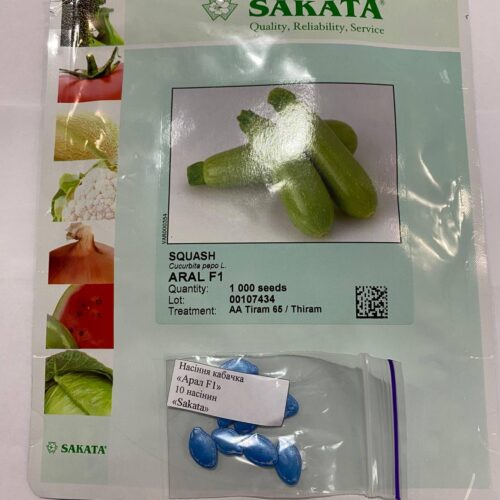 SAKATA®
Quality, Reliability, Service
SQUASH
Cucurbita pepo L.
ARAL F1
Quantity: 1 000 seeds
Lot: 00107434
Treatment: AA Tiram 65 / Thiram
Насіння кабачка
«Арал F1»
10 насінин
«Sakata»
SAKATA®